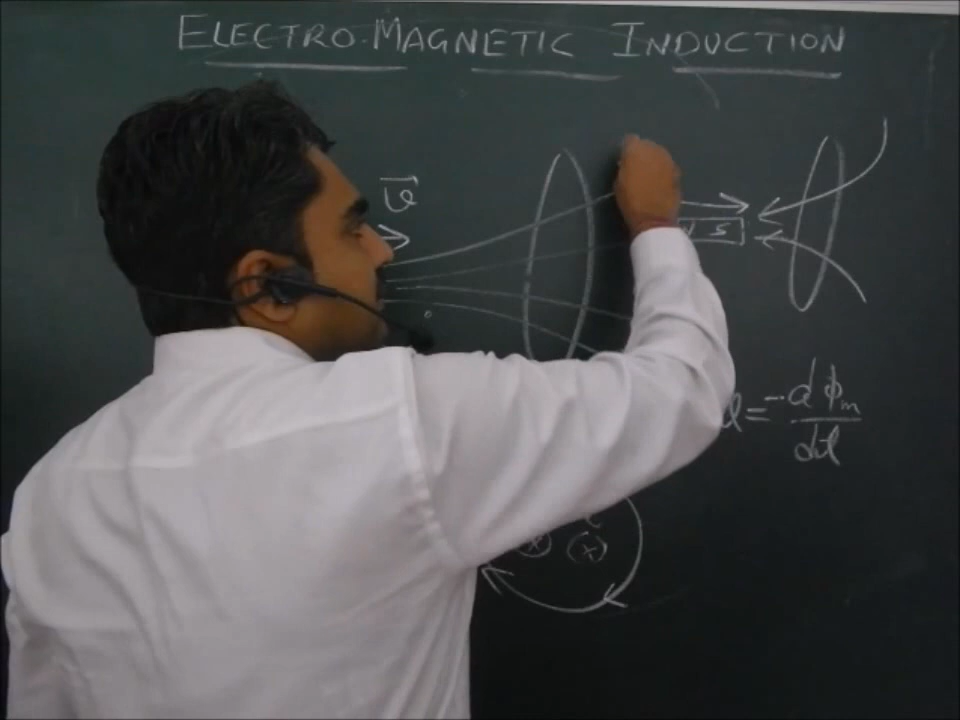 ELECTRO-MAGNETIC INDUCTION
v
S
= -dϕm/dt
(x) (x)